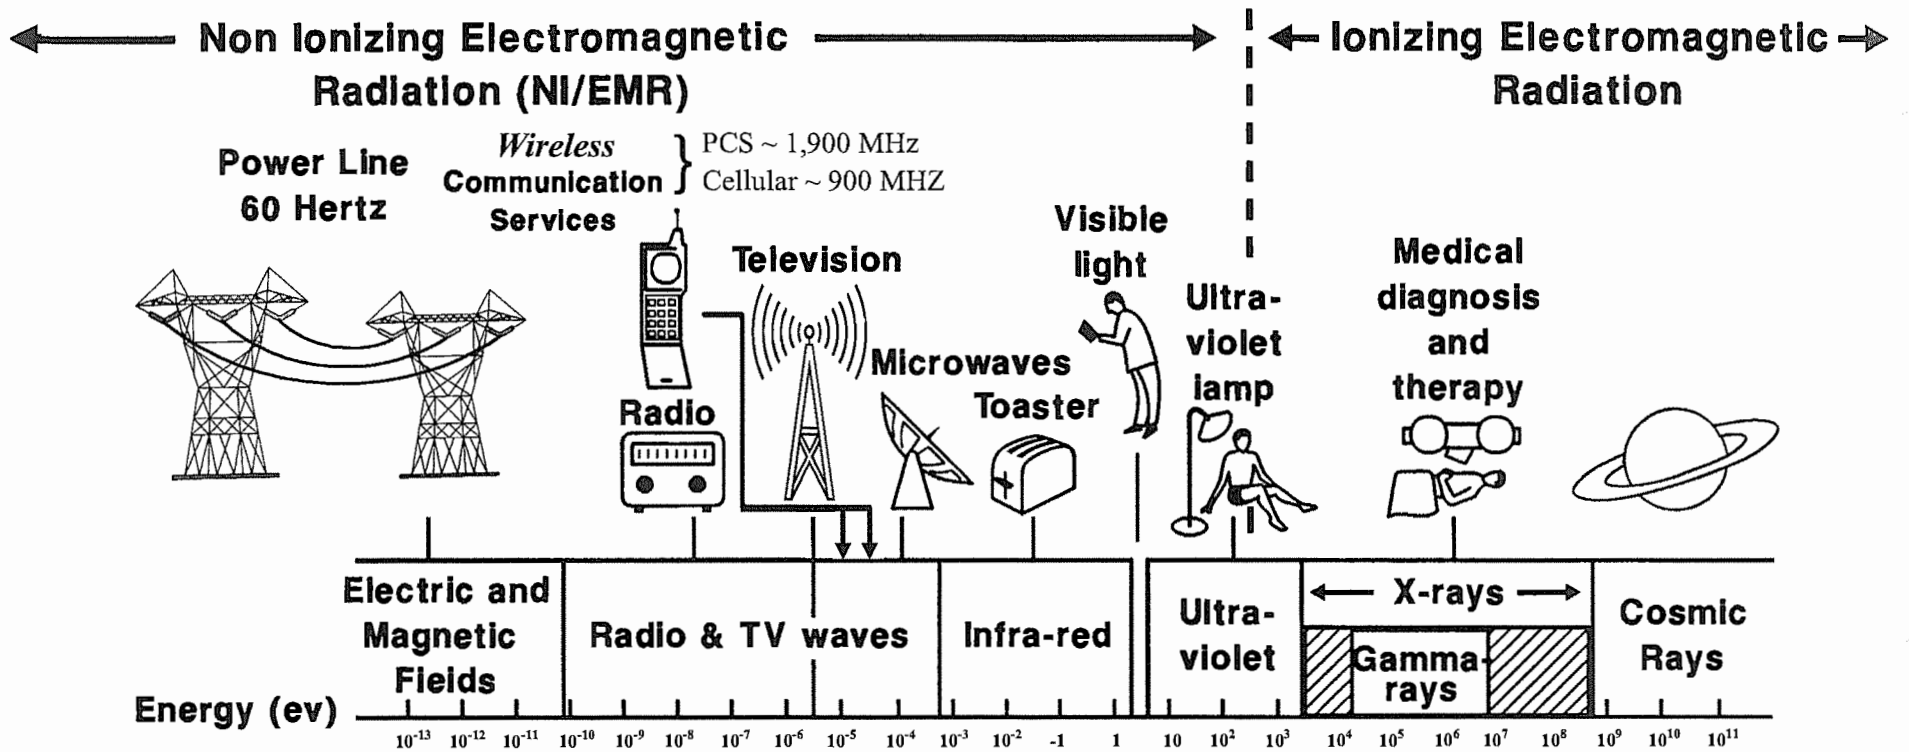 Non Ionizing Electromagnetic
Radiation (NI/EMR)
Ionizing Electromagnetic
Radiation
Power Line
60 Hertz
Wireless
Communication
Services
PCS ~ 1,900 MHz
Cellular ~ 900 MHZ
Radio
Television
Microwaves
Toaster
Visible
light
Ultra-
violet
lamp
Medical
diagnosis
and
therapy
Electric and
Magnetic
Fields
Radio & TV waves
Infra-red
Ultra-
violet
X-rays
Gamma-
rays
Cosmic
Rays
Energy (ev)
10-13 10-12 10-11 10-10 10-9 10-8 10-7 10-6 10-5 10-4 10-3 10-2 -1 1 10 102 103 104 105 106 107 108 109 1010 1011